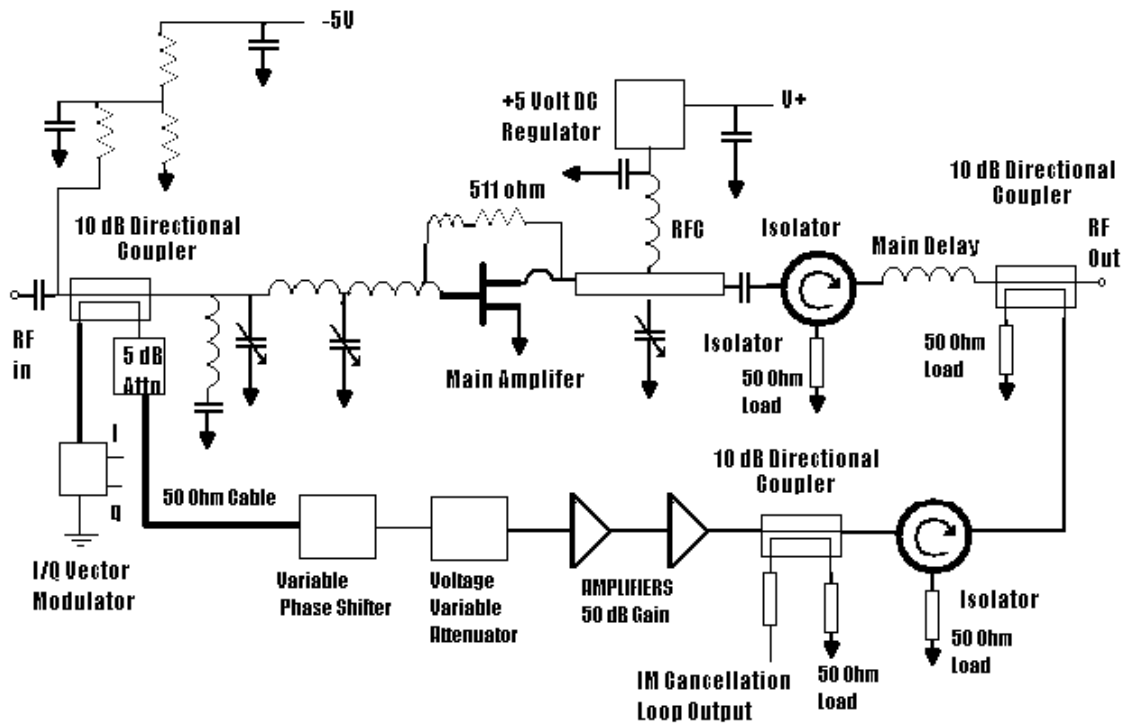 -5V
+5 Volt DC
Regulator
V+
10 dB Directional
Coupler
511 ohm
RFC
Isolator
Main Delay
10 dB Directional
Coupler
RF
Out
RF
in
5 dB
Attn
Main Amplifer
Isolator
50 Ohm
Load
50 Ohm
Load
I
q
I/Q Vector
Modulator
50 Ohm Cable
Variable
Phase Shifter
Voltage
Variable
Attenuator
AMPLIFIERS
50 dB Gain
10 dB Directional
Coupler
IM Cancellation
Loop Output
50 Ohm
Load
Isolator
50 Ohm
Load